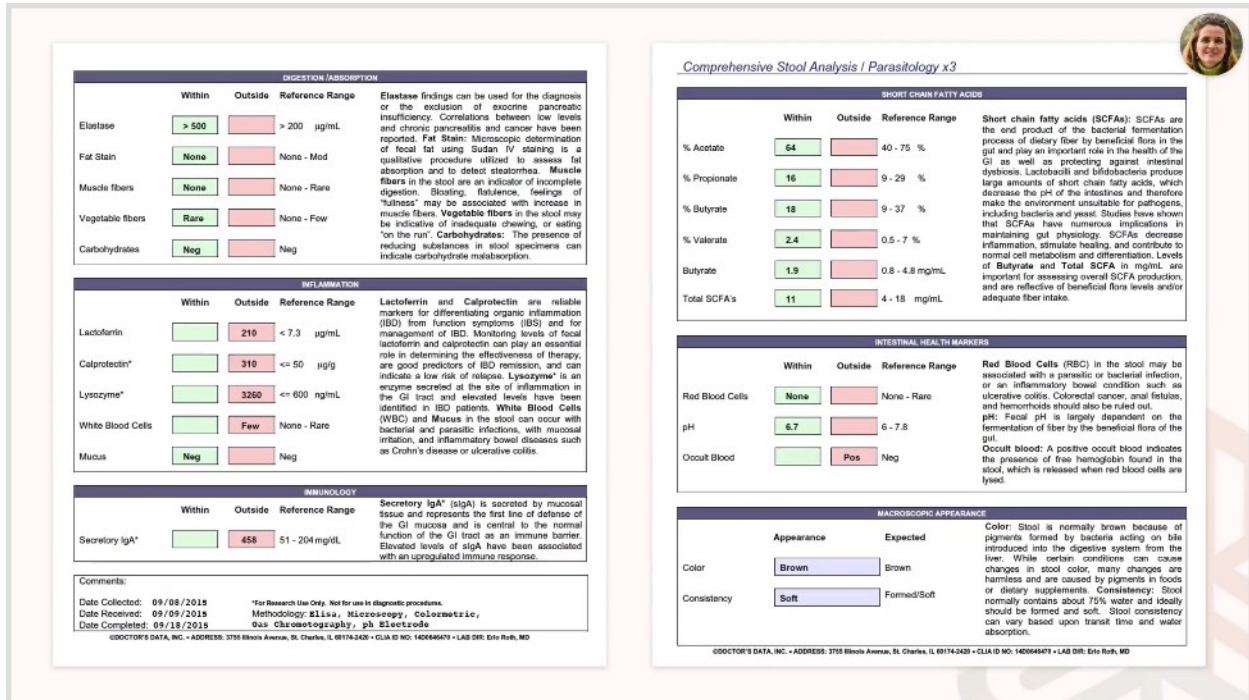 DIGESTION /ABSORPTION
Within Outside Reference Range
Elastase > 500 > 200 µg/mL
Fat Stain None None - Mod
Muscle fibers None None - Rare
Vegetable fibers Rare None - Few
Carbohydrates Neg Neg
Elastase findings can be used for the diagnosis
or the exclusion of exocrine pancreatic
insufficiency. Correlations between low levels
and chronic pancreatitis and cancer have been
reported. Fat Stain: Microscopic determination
of fecal fat using Sudan IV staining is a
qualitative procedure utilized to assess fat
absorption and to detect steatorrhea. Muscle
fibers in the stool are an indicator of incomplete
digestion. Bloating, flatulence, feelings of
"fullness" may be associated with increase in
muscle fibers. Vegetable fibers in the stool may
be indicative of inadequate chewing, or eating
"on the run". Carbohydrates: The presence of
reducing substances in stool specimens can
indicate carbohydrate malabsorption.
INFLAMMATION
Within Outside Reference Range
Lactoferrin 210 < 7.3 µg/mL
Calprotectin* 310 <= 50 µg/g
Lysozyme* 3260 <= 600 ng/mL
White Blood Cells Few None - Rare
Mucus Neg Neg
Lactoferrin and Calprotectin are reliable
markers for differentiating organic inflammation
(IBD) from function symptoms (IBS) and for
management of IBD. Monitoring levels of fecal
lactoferrin and calprotectin can play an essential
role in determining the effectiveness of therapy,
are good predictors of IBD remission, and can
indicate a low risk of relapse. Lysozyme* is an
enzyme secreted at the site of inflammation in
the GI tract and elevated levels have been
identified in IBD patients. White Blood Cells
(WBC) and Mucus in the stool can occur with
bacterial and parasitic infections, with mucosal
irritation, and inflammatory bowel diseases such
as Crohn's disease or ulcerative colitis.
IMMUNOLOGY
Within Outside Reference Range
Secretory IgA* 458 51 - 204 mg/dL
Secretory IgA* (sIgA) is secreted by mucosal
tissue and represents the first line of defense of
the GI mucosa and is central to the normal
function of the GI tract as an immune barrier.
Elevated levels of sIgA have been associated
with an upregulated immune response.
Comments:
Date Collected: 09/08/2015 *For Research Use Only. Not for use in diagnostic procedures.
Date Received: 09/09/2015 Methodology: Elisa, Microscopy, Colormetric,
Date Completed: 09/18/2015 Gas Chromotography, ph Electrode
©DOCTOR'S DATA, INC. • ADDRESS: 3755 Illinois Avenue, St. Charles, IL 60174-2420 • CLIA ID NO: 14D0646470 • LAB DIR: Erlo Roth, MD
Comprehensive Stool Analysis / Parasitology x3
SHORT CHAIN FATTY ACIDS
Within Outside Reference Range
% Acetate 64 40 - 75 %
% Propionate 16 9 - 29 %
% Butyrate 18 9 - 37 %
% Valerate 2.4 0.5 - 7 %
Butyrate 1.9 0.8 - 4.8 mg/mL
Total SCFA's 11 4 - 18 mg/mL
Short chain fatty acids (SCFAs): SCFAs are
the end product of the bacterial fermentation
process of dietary fiber by beneficial flora in the
gut and play an important role in the health of the
GI as well as protecting against intestinal
dysbiosis. Lactobacilli and bifidobacteria produce
large amounts of short chain fatty acids, which
decrease the pH of the intestines and therefore
make the environment unsuitable for pathogens,
including bacteria and yeast. Studies have shown
that SCFAs have numerous implications in
maintaining gut physiology. SCFAs decrease
inflammation, stimulate healing, and contribute to
normal cell metabolism and differentiation. Levels
of Butyrate and Total SCFA in mg/mL are
important for assessing overall SCFA production,
and are reflective of beneficial flora levels and/or
adequate fiber intake.
INTESTINAL HEALTH MARKERS
Within Outside Reference Range
Red Blood Cells None None - Rare
pH 6.7 6 - 7.8
Occult Blood Pos Neg
Red Blood Cells (RBC) in the stool may be
associated with a parasitic or bacterial infection,
or an inflammatory bowel condition such as
ulcerative colitis. Colorectal cancer, anal fistulas,
and hemorrhoids should also be ruled out.
pH: Fecal pH is largely dependent on the
fermentation of fiber by the beneficial flora of the
gut.
Occult blood: A positive occult blood indicates
the presence of free hemoglobin found in the
stool, which is released when red blood cells are
lysed.
MACROSCOPIC APPEARANCE
Appearance Expected
Color Brown Brown
Consistency Soft Formed/Soft
Color: Stool is normally brown because of
pigments formed by bacteria acting on bile
introduced into the digestive system from the
liver. While certain conditions can cause
changes in stool color, many changes are
harmless and are caused by pigments in foods
or dietary supplements. Consistency: Stool
normally contains about 75% water and ideally
should be formed and soft. Stool consistency
can vary based upon transit time and water
absorption.
©DOCTOR'S DATA, INC. • ADDRESS: 3755 Illinois Avenue, St. Charles, IL 60174-2420 • CLIA ID NO: 14D0646470 • LAB DIR: Erlo Roth, MD